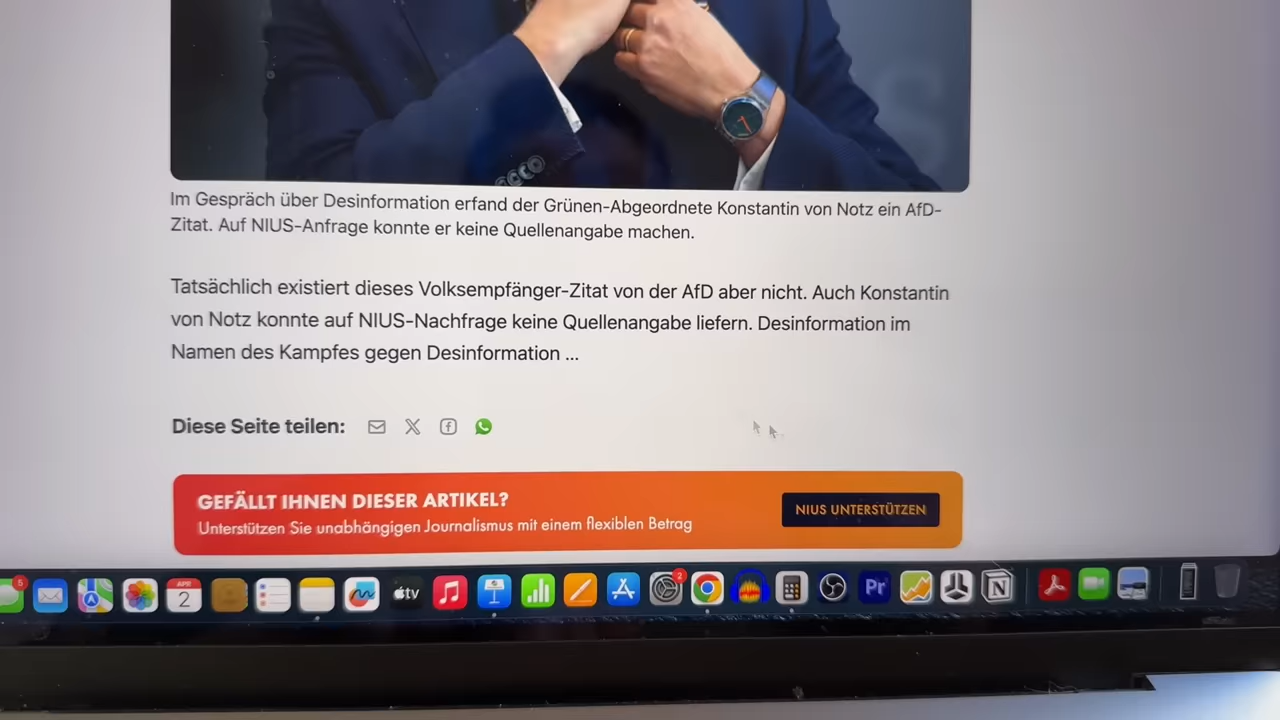 Im Gespräch über Desinformation erfand der Grünen-Abgeordnete Konstantin von Notz ein AfD-
Zitat. Auf NIUS-Anfrage konnte er keine Quellenangabe machen.
Tatsächlich existiert dieses Volksempfänger-Zitat von der AfD aber nicht. Auch Konstantin
von Notz konnte auf NIUS-Nachfrage keine Quellenangabe liefern. Desinformation im
Namen des Kampfes gegen Desinformation ...
Diese Seite teilen:
GEFÄLLT IHNEN DIESER ARTIKEL?
Unterstützen Sie unabhängigen Journalismus mit einem flexiblen Betrag
NIUS UNTERSTÜTZEN
5
APR
2
tv
2
Pr
N